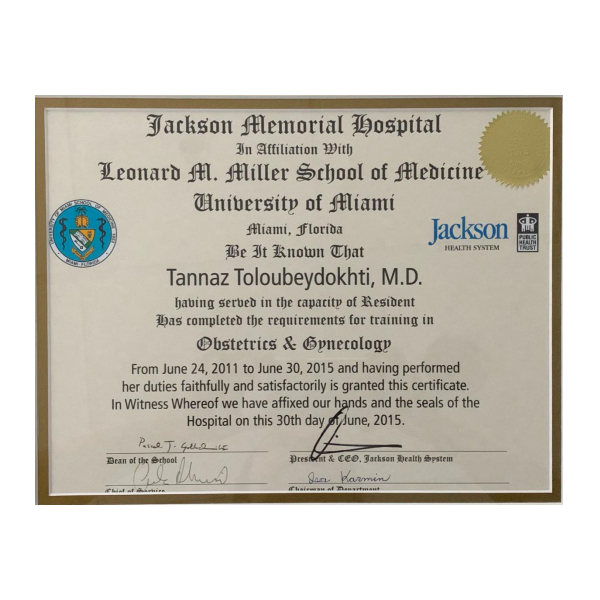 Jackson Memorial Hospital
In Affiliation With
Leonard M. Miller School of Medicine
University of Miami
Miami, Florida
Jackson
HEALTH SYSTEM
PUBLIC
HEALTH
TRUST
Be It Known That
Tannaz Toloubeydokhti, M.D.
having served in the capacity of Resident
Has completed the requirements for training in
Obstetrics & Gynecology
From June 24, 2011 to June 30, 2015 and having performed
her duties faithfully and satisfactorily is granted this certificate.
In Witness Whereof we have affixed our hands and the seals of the
Hospital on this 30th day of June, 2015.
Dean of the School
President & CEO, Jackson Health System
Chief of Service
Chairman of Department